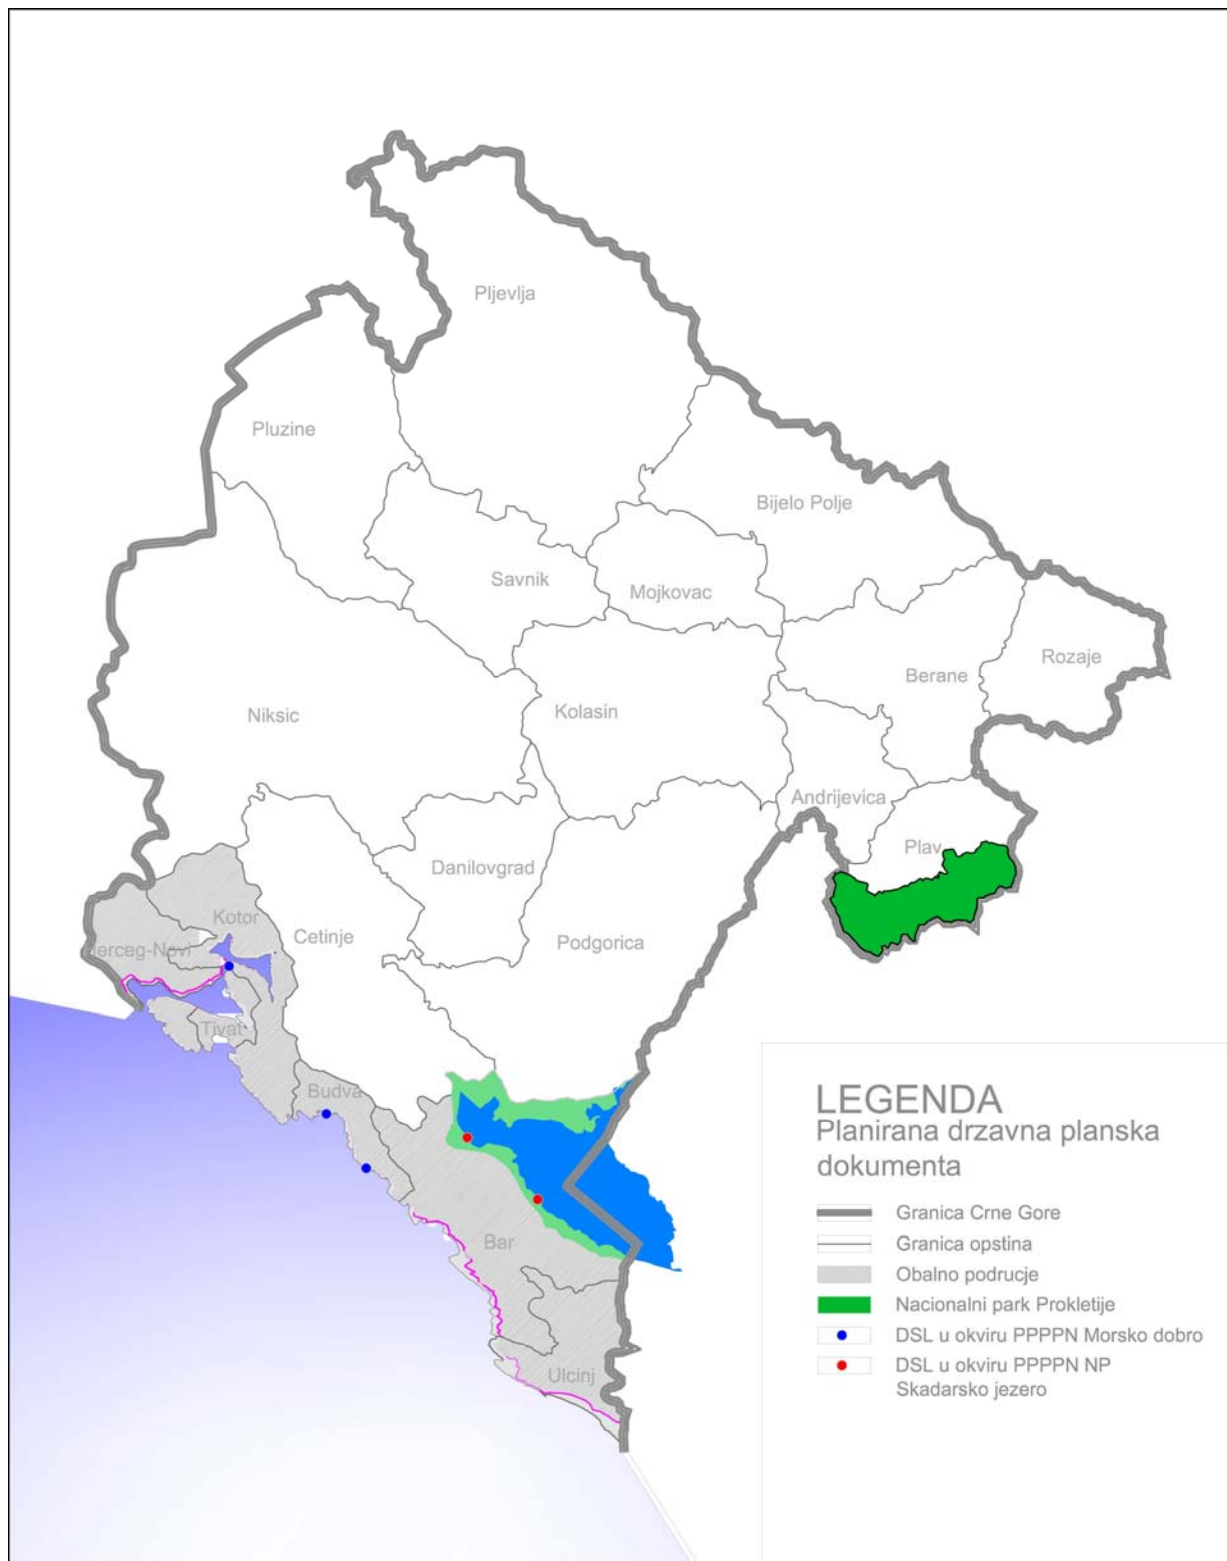 Pljevlja
Pluzine
Bijelo Polje
Savnik
Mojkovac
Rozaje
Berane
Niksic
Kolasin
Andrijevica
Plav
Danilovgrad
Kotor
Cetinje
Podgorica
Herceg-Novi
Tivat
Budva
Bar
Ulcinj
LEGENDA
Planirana drzavna planska
dokumenta
Granica Crne Gore
Granica opstina
Obalno podrucje
Nacionalni park Prokletije
DSL u okviru PPPPN Morsko dobro
DSL u okviru PPPPN NP
Skadarsko jezero